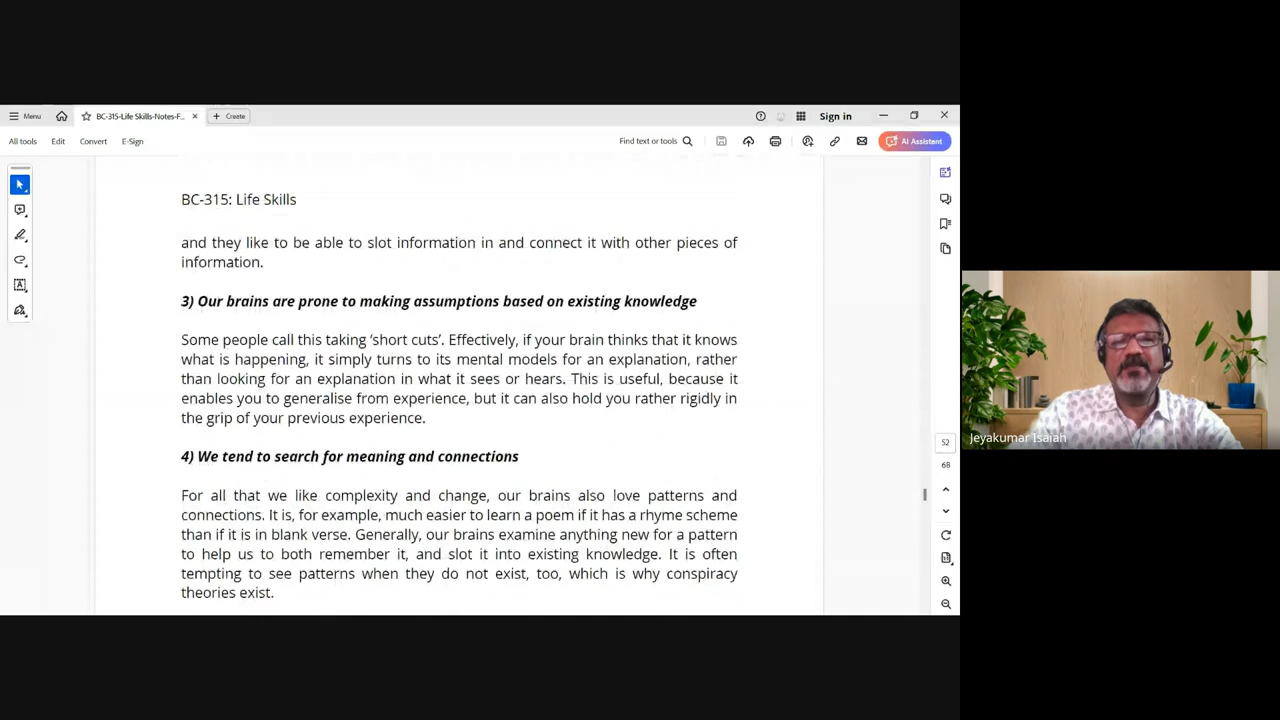 Menu
BC-315-Life Skills-Notes-F...
Create
Sign in
All tools
Edit
Convert
E-Sign
Find text or tools
AI Assistant
BC-315: Life Skills
and they like to be able to slot information in and connect it with other pieces of
information.
3) Our brains are prone to making assumptions based on existing knowledge
Some people call this taking ‘short cuts’. Effectively, if your brain thinks that it knows
what is happening, it simply turns to its mental models for an explanation, rather
than looking for an explanation in what it sees or hears. This is useful, because it
enables you to generalise from experience, but it can also hold you rather rigidly in
the grip of your previous experience.
4) We tend to search for meaning and connections
For all that we like complexity and change, our brains also love patterns and
connections. It is, for example, much easier to learn a poem if it has a rhyme scheme
than if it is in blank verse. Generally, our brains examine anything new for a pattern
to help us to both remember it, and slot it into existing knowledge. It is often
tempting to see patterns when they do not exist, too, which is why conspiracy
theories exist.
52
68
Jeyakumar Isaiah